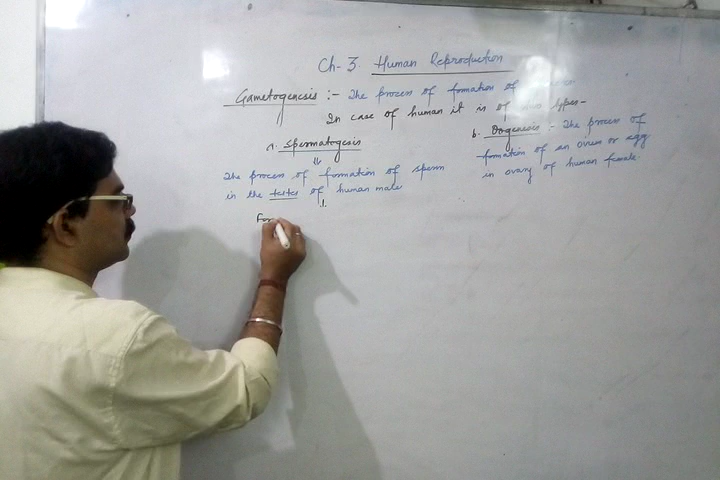 Ch-3. Human Reproduction
Gametogenesis :- The process of formation of
In case of human it is of two types-
a. Spermatogesis
The process of formation of sperm
in the testes of human male
For
b. Oogenesis :- The process of
formation of an ovum or egg
in ovary of human female.